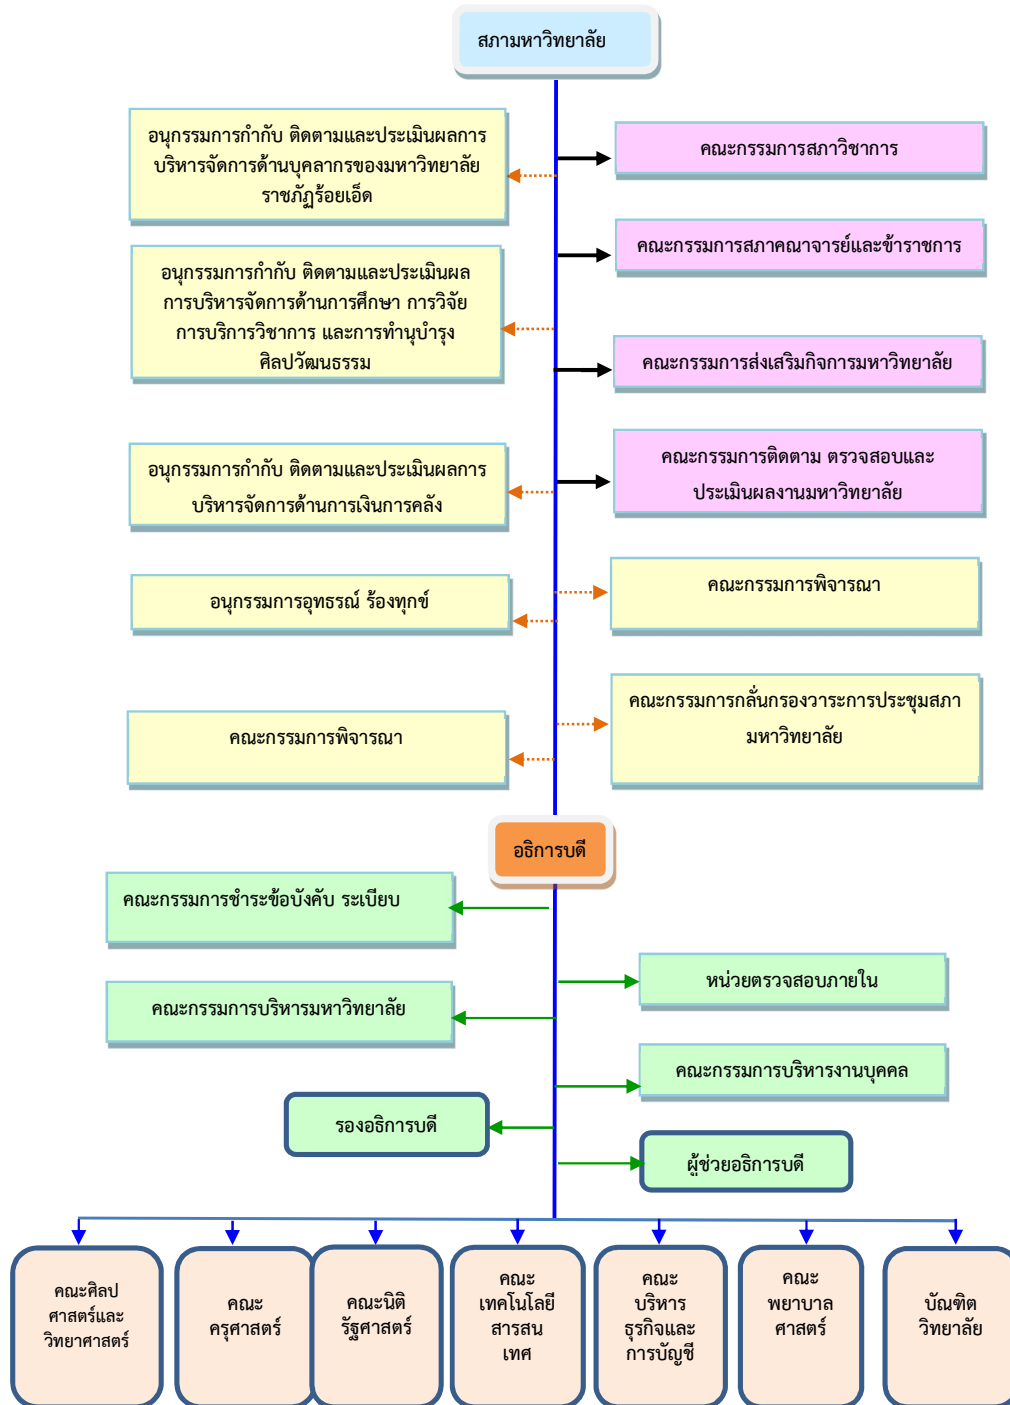 สภามหาวิทยาลัย
อนุกรรมการกำกับ ติดตามและประเมินผลการ
บริหารจัดการด้านบุคลากรของมหาวิทยาลัย
ราชภัฏร้อยเอ็ด
คณะกรรมการสภาวิชาการ
คณะกรรมการสภาคณาจารย์และข้าราชการ
อนุกรรมการกำกับ ติดตามและประเมินผล
การบริหารจัดการด้านการศึกษา การวิจัย
การบริการวิชาการ และการทำนุบำรุง
ศิลปวัฒนธรรม
คณะกรรมการส่งเสริมกิจการมหาวิทยาลัย
อนุกรรมการกำกับ ติดตามและประเมินผลการ
บริหารจัดการด้านการเงินการคลัง
คณะกรรมการติดตาม ตรวจสอบและ
ประเมินผลงานมหาวิทยาลัย
อนุกรรมการอุทธรณ์ ร้องทุกข์
คณะกรรมการพิจารณา
คณะกรรมการพิจารณา
คณะกรรมการกลั่นกรองวาระการประชุมสภา
มหาวิทยาลัย
อธิการบดี
คณะกรรมการชำระข้อบังคับ ระเบียบ
หน่วยตรวจสอบภายใน
คณะกรรมการบริหารมหาวิทยาลัย
คณะกรรมการบริหารงานบุคคล
รองอธิการบดี
ผู้ช่วยอธิการบดี
คณะศิลป
ศาสตร์และ
วิทยาศาสตร์
คณะ
ครุศาสตร์
คณะนิติ
รัฐศาสตร์
คณะ
เทคโนโลยี
สารสน
เทศ
คณะ
บริหาร
ธุรกิจและ
การบัญชี
คณะ
พยาบาล
ศาสตร์
บัณฑิต
วิทยาลัย